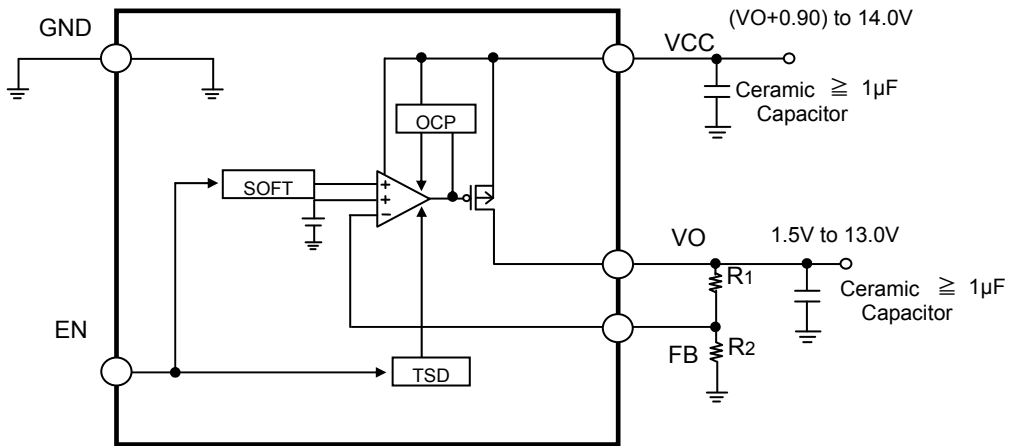 GND
VCC
(VO+0.90) to 14.0V
Ceramic ≧ 1µF
Capacitor
OCP
SOFT
+
+
−
VO
1.5V to 13.0V
R1
Ceramic ≧ 1µF
Capacitor
EN
FB
R2
TSD